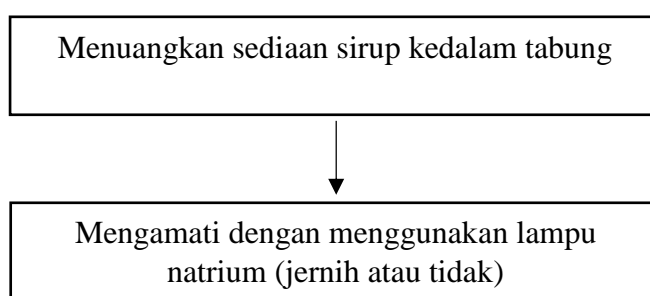 Menuangkan sediaan sirup kedalam tabung
Mengamati dengan menggunakan lampu
natrium (jernih atau tidak)